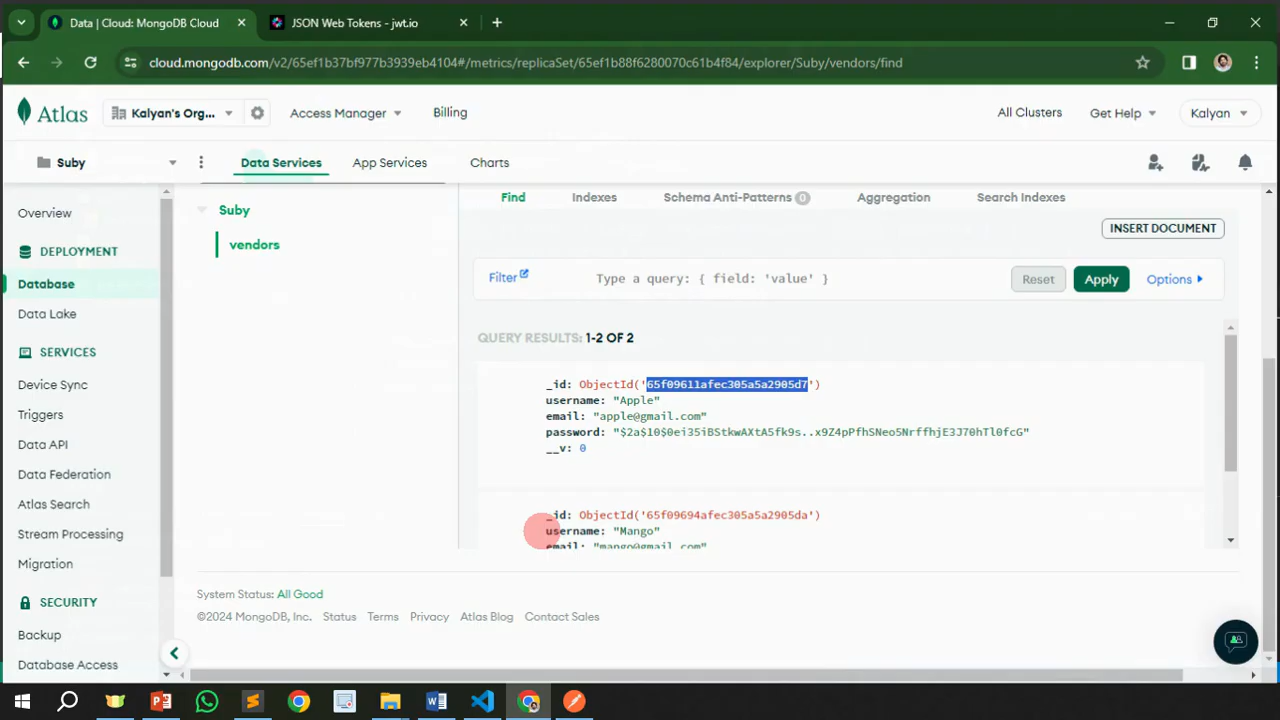 Data | Cloud: MongoDB Cloud
JSON Web Tokens - jwt.io
cloud.mongodb.com/v2/65ef1b37bf977b3939eb4104#/metrics/replicaSet/65ef1b88f6280070c61b4f84/explorer/Suby/vendors/find
Atlas
Kalyan's Org...
Access Manager
Billing
All Clusters
Get Help
Kalyan
Suby
Data Services
App Services
Charts
Overview
DEPLOYMENT
Database
Data Lake
SERVICES
Device Sync
Triggers
Data API
Data Federation
Atlas Search
Stream Processing
Migration
SECURITY
Backup
Database Access
Suby
vendors
Find
Indexes
Schema Anti-Patterns 0
Aggregation
Search Indexes
INSERT DOCUMENT
Filter
Type a query: { field: 'value' }
Reset
Apply
Options
QUERY RESULTS: 1-2 OF 2
_id: ObjectId('65f09611afec305a5a2905d7')
username: "Apple"
email: "apple@gmail.com"
password: "$2a$10$0ei35iBStkwAXtA5fk9s..x9Z4pPfhSNeo5NrffhjE3J70hTl0fcG"
__v: 0
_id: ObjectId('65f09694afec305a5a2905da')
username: "Mango"
email: "mango@gmail.com"
System Status: All Good
©2024 MongoDB, Inc.
Status
Terms
Privacy
Atlas Blog
Contact Sales